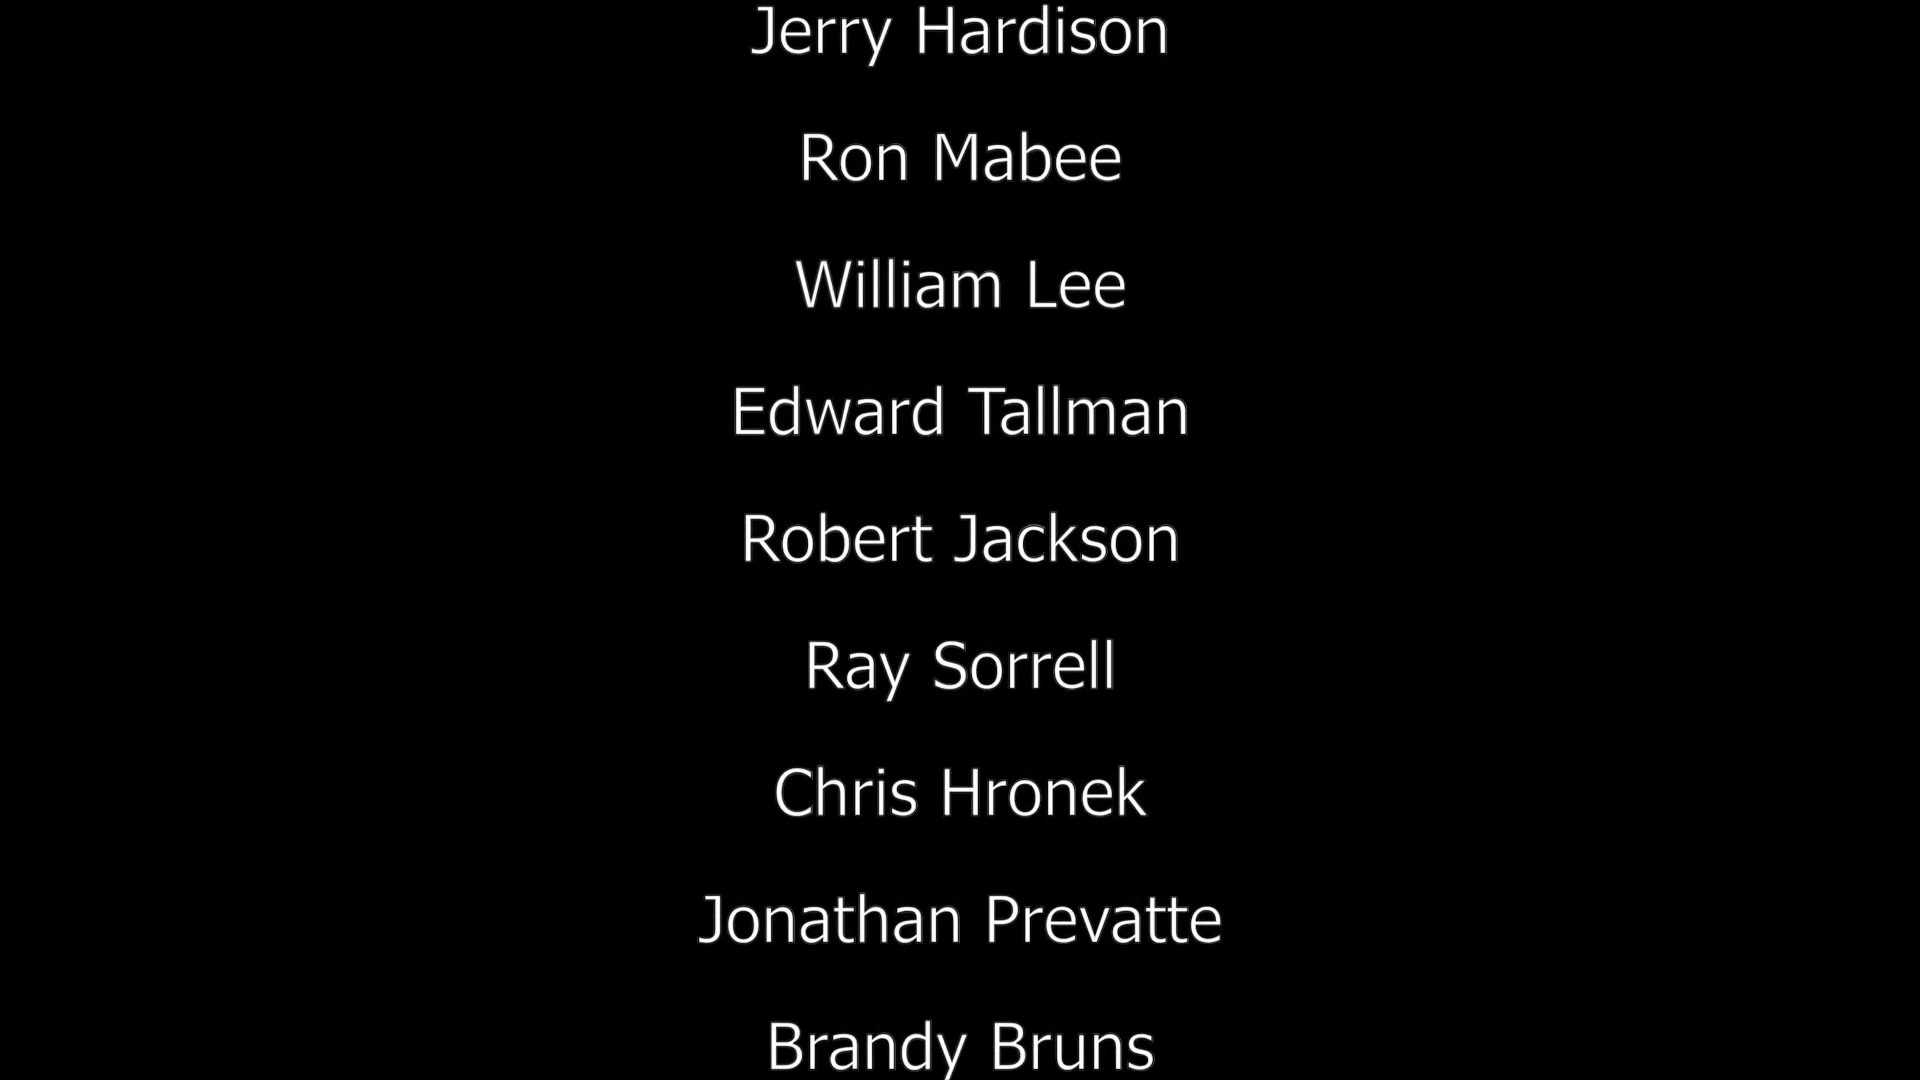 Jerry Hardison
Ron Mabee
William Lee
Edward Tallman
Robert Jackson
Ray Sorrell
Chris Hronek
Jonathan Prevatte
Brandy Bruns